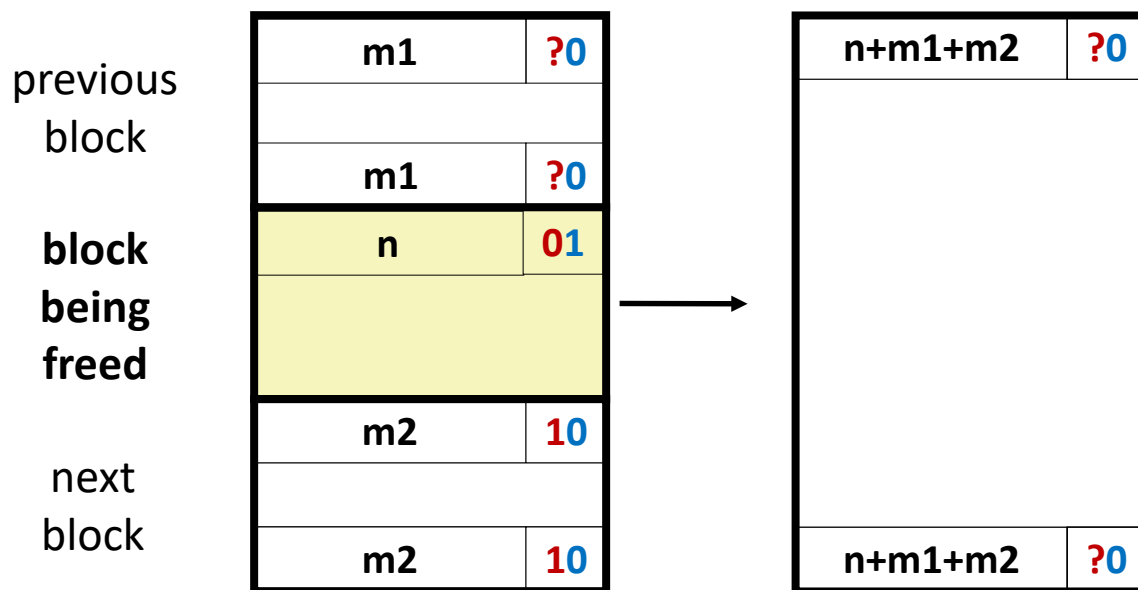 m1 ?0
n+m1+m2 ?0
previous
block
m1 ?0
block
being
freed
n 01
m2 10
next
block
m2 10
n+m1+m2 ?0